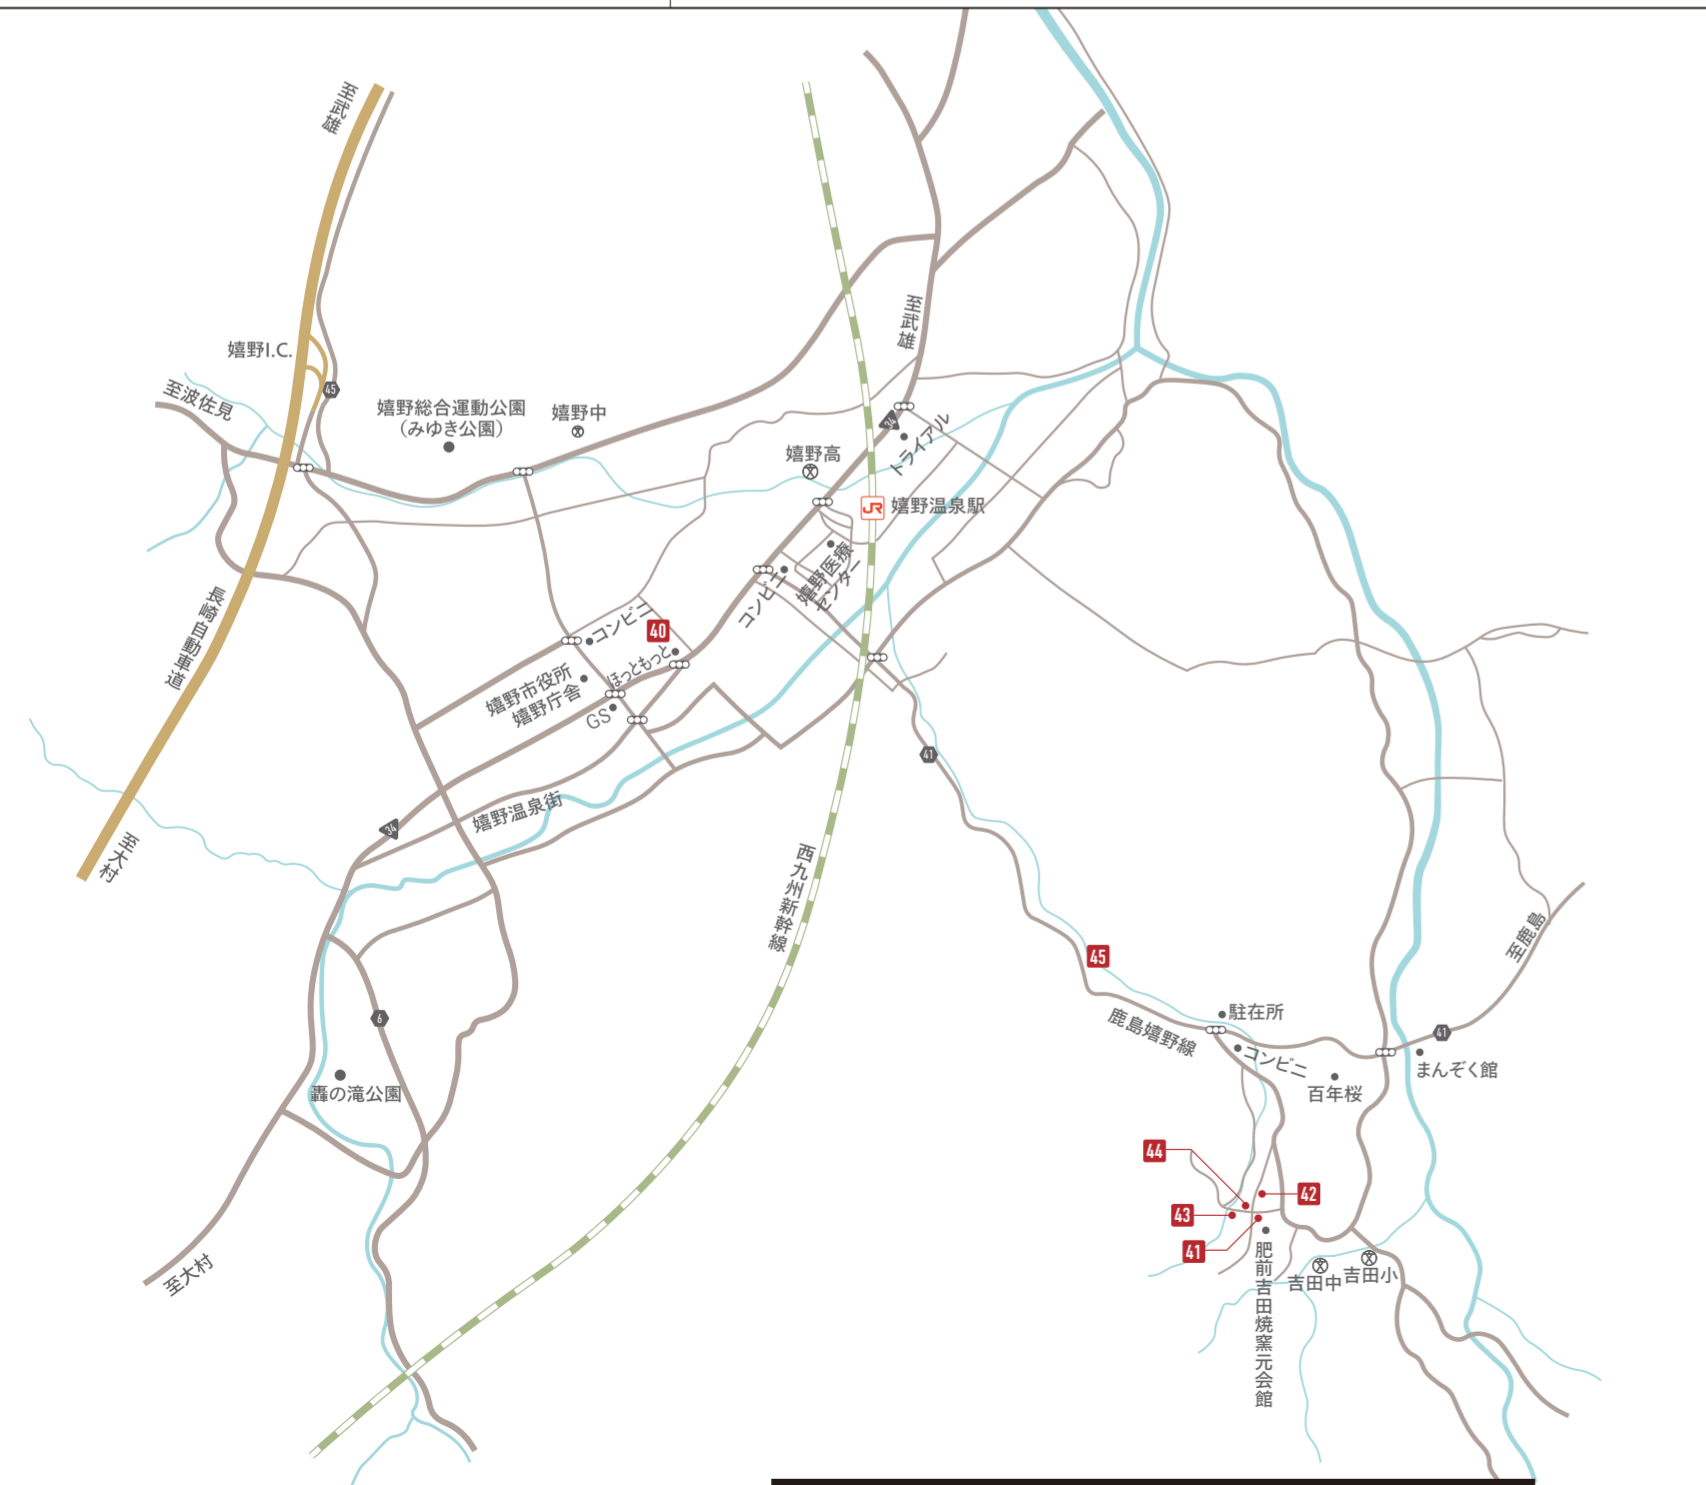 至武雄
嬉野I.C.
45
至波佐見
嬉野総合運動公園
(みゆき公園)
嬉野中
至武雄
34
トライアル
嬉野高
JR
嬉野温泉駅
嬉野医療
センター
コンビニ
長崎自動車道
コンビニ
40
ほっともっと
嬉野市役所
嬉野庁舎
GS
41
34
嬉野温泉街
至大村
西九州新幹線
至鹿島
45
6
駐在所
鹿島嬉野線
コンビニ
41
まんぞく館
百年桜
轟の滝公園
44
42
43
41
肥前吉田焼窯元会館
吉田中
吉田小
至大村